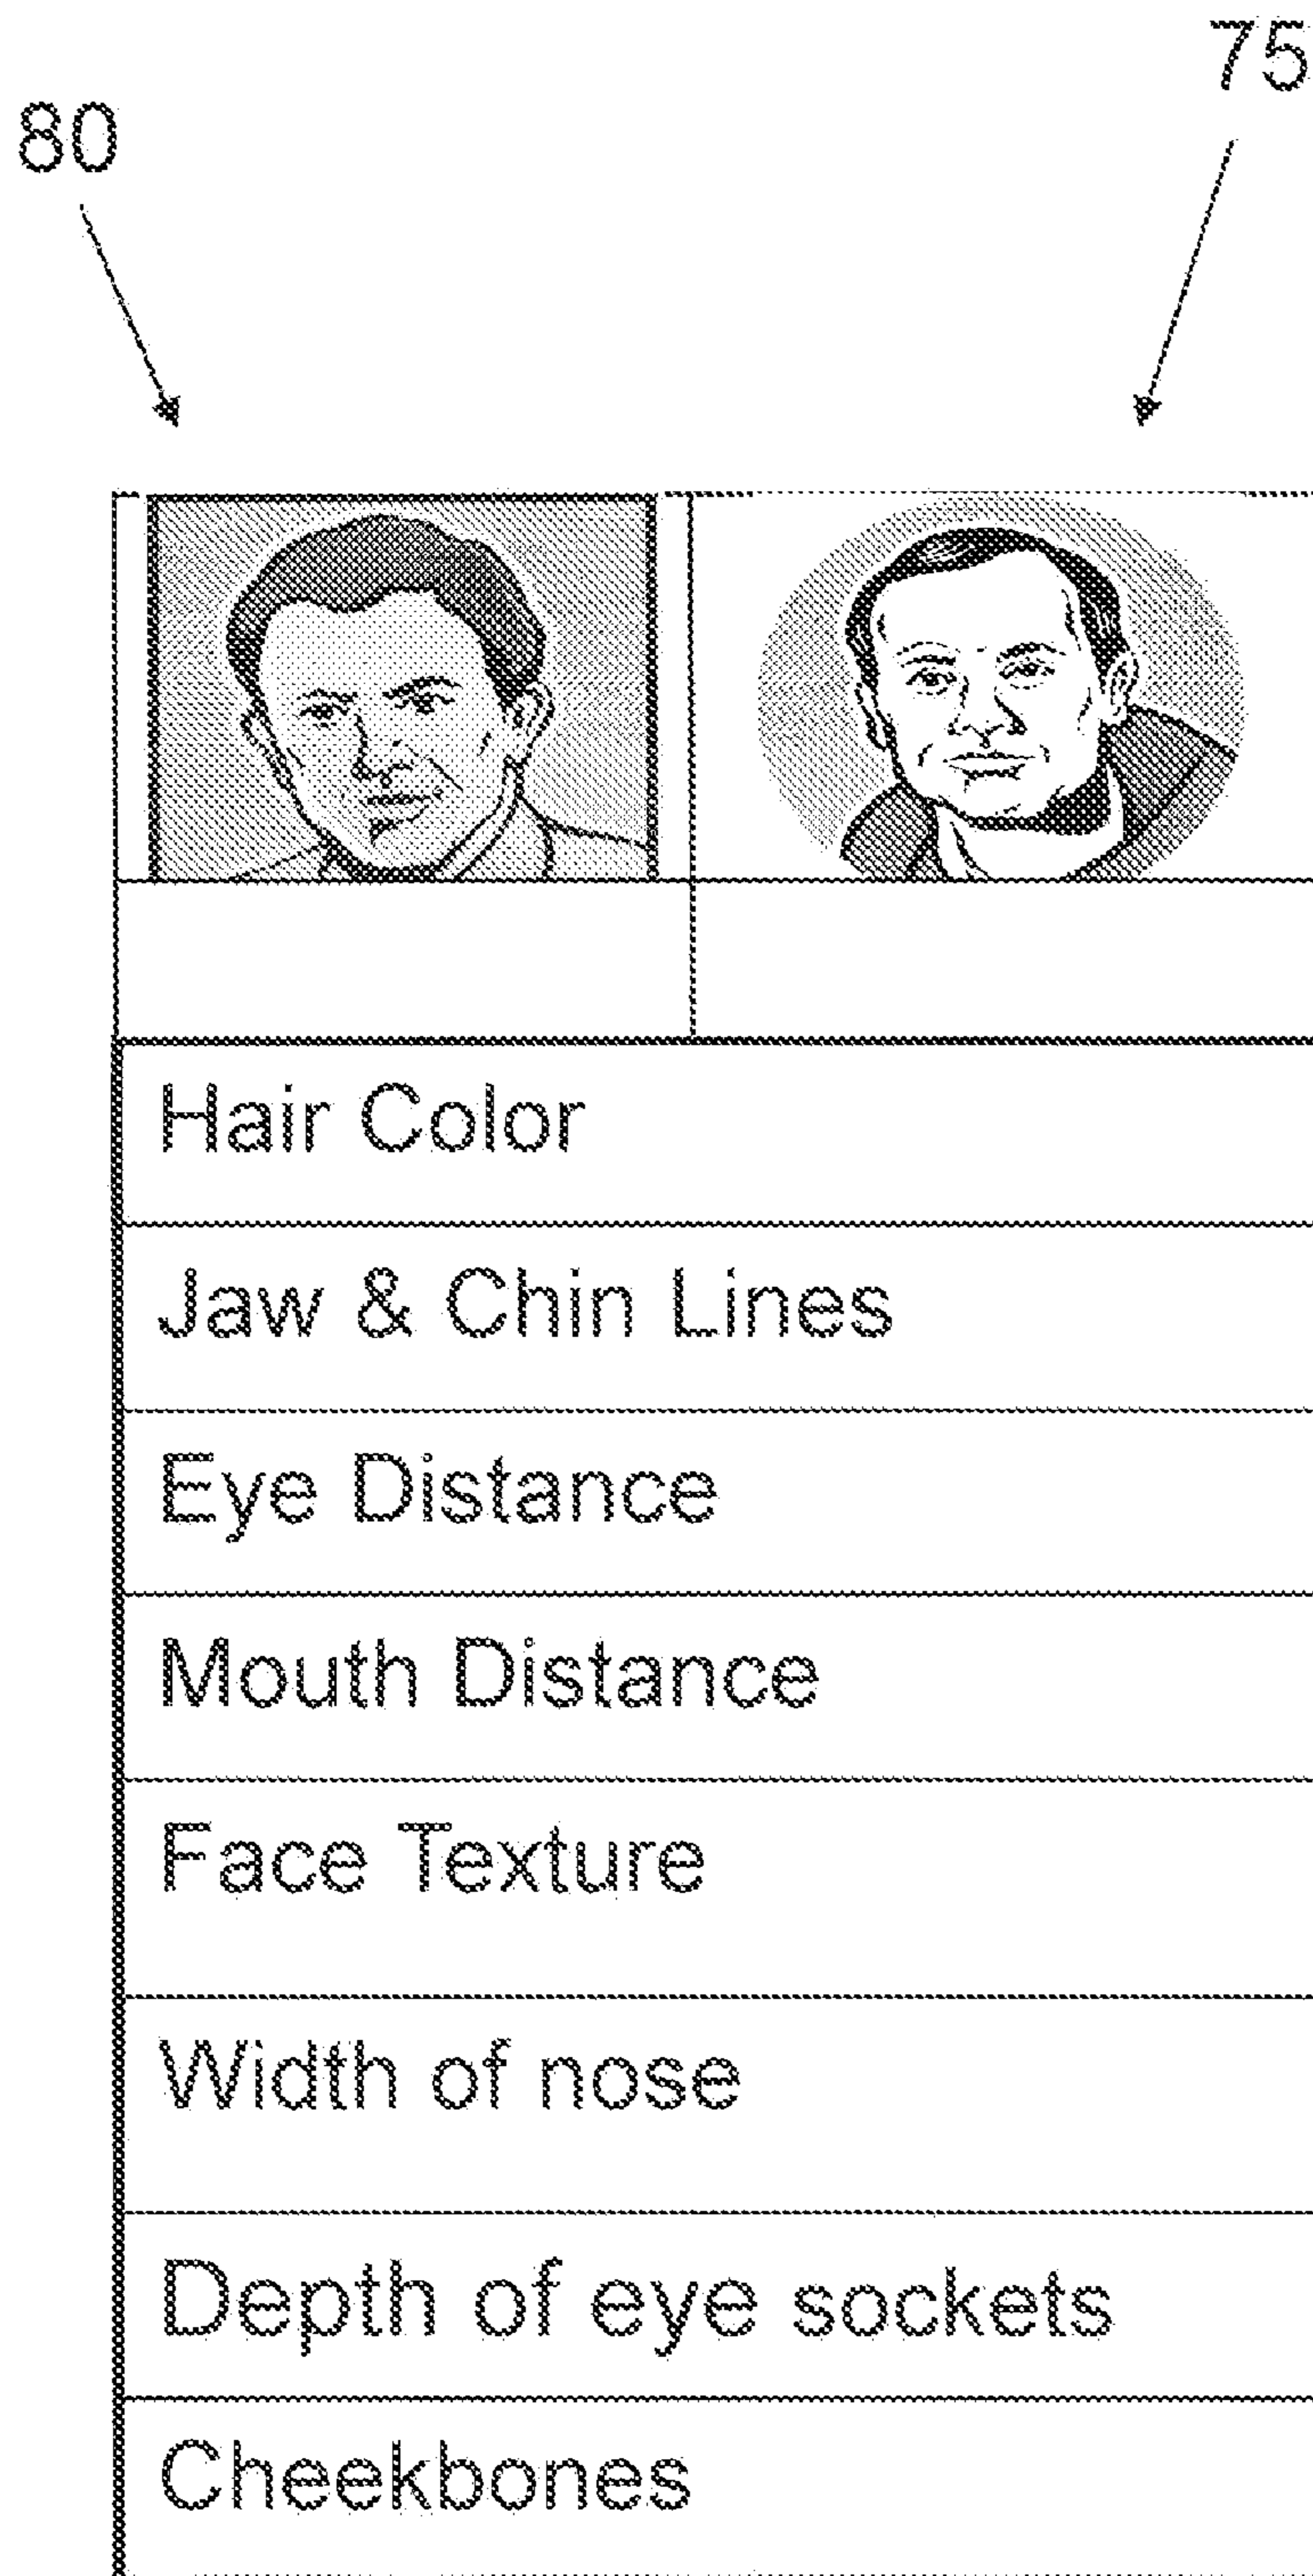 75
80
Hair Color
Jaw & Chin Lines
Eye Distance
Mouth Distance
Face Texture
Width of nose
Depth of eye sockets
Cheekbones